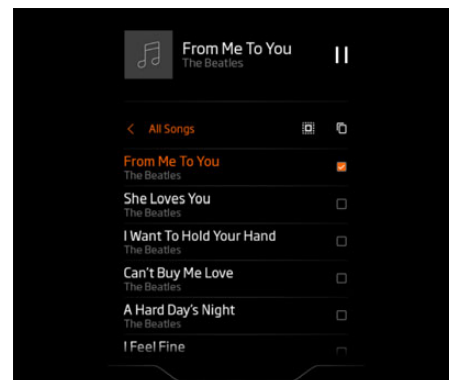 From Me To You
The Beatles
All Songs
From Me To You
The Beatles
She Loves You
The Beatles
I Want To Hold Your Hand
The Beatles
Can't Buy Me Love
The Beatles
A Hard Day's Night
The Beatles
I Feel Fine